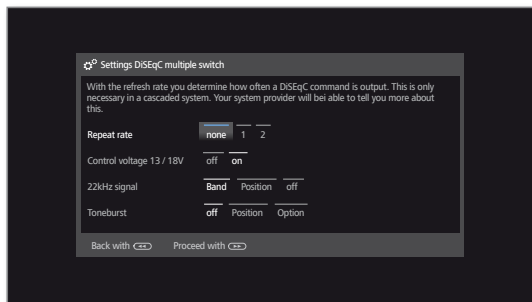 Settings DiSEqC multiple switch
With the refresh rate you determine how often a DiSEqC command is output. This is only
necessary in a cascaded system. Your system provider will bei able to tell you more about
this.
Repeat rate none 1 2
Control voltage 13 / 18V off on
22kHz signal Band Position off
Toneburst off Position Option
Back with Proceed with